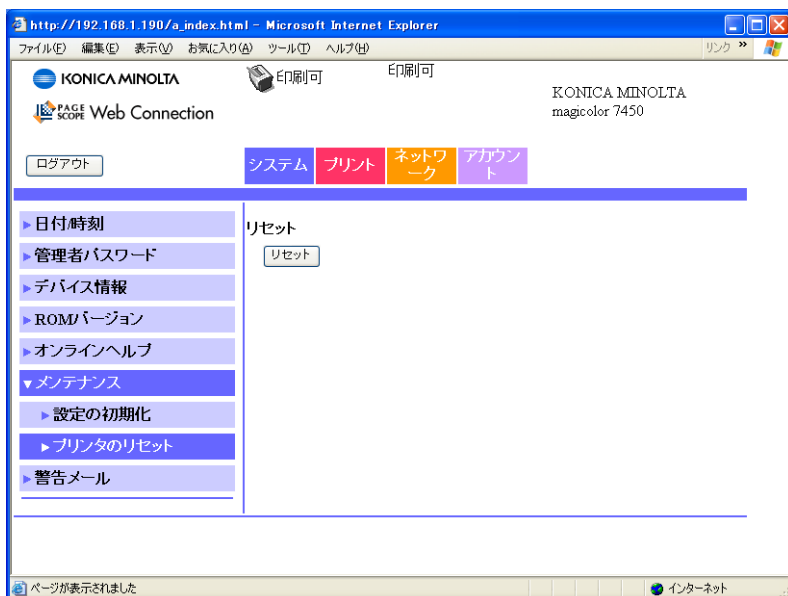 http://192.168.1.190/a_index.html - Microsoft Internet Explorer
ファイル(F) 編集(E) 表示(V) お気に入り(A) ツール(T) ヘルプ(H) リンク »
KONICA MINOLTA
印刷可
印刷可
KONICA MINOLTA
magicolor 7450
PAGE SCOPE Web Connection
ログアウト
システム
プリント
ネットワ
ーク
アカウン
ト
日付/時刻
管理者パスワード
デバイス情報
ROMバージョン
オンラインヘルプ
メンテナンス
設定の初期化
プリンタのリセット
警告メール
リセット
リセット
ページが表示されました
インターネット